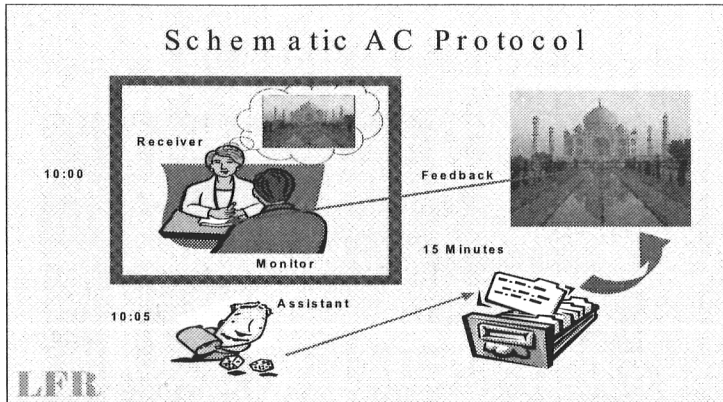 Schematic AC Protocol
Receiver
10:00
Feedback
15 Minutes
Monitor
Assistant
10:05
LFR